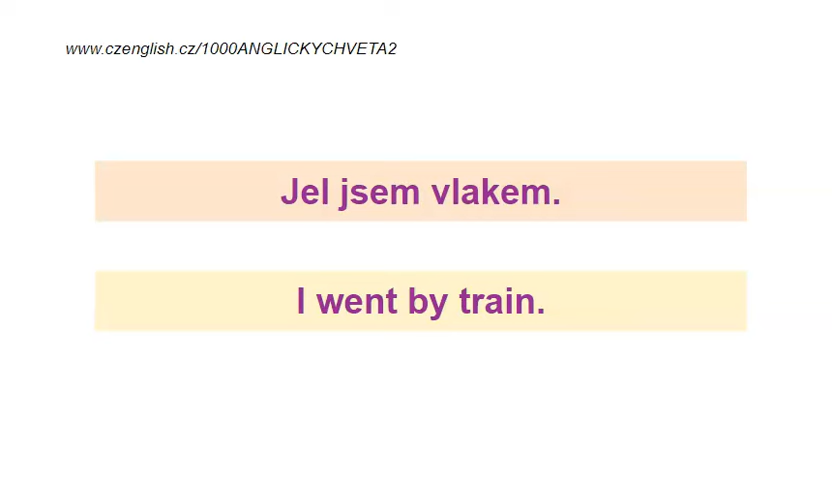 www.czenglish.cz/1000ANGLICKYCHVETA2
Jel jsem vlakem.
I went by train.